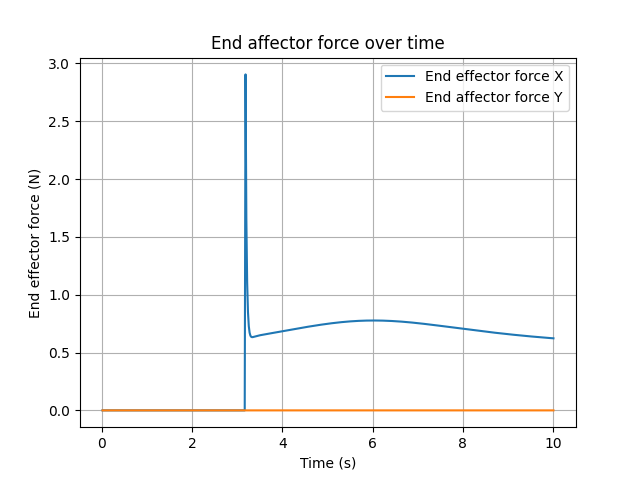 End affector force over time
End effector force X
End affector force Y
3.0
2.5
2.0
1.5
1.0
0.5
0.0
End effector force (N)
0 2 4 6 8 10
Time (s)